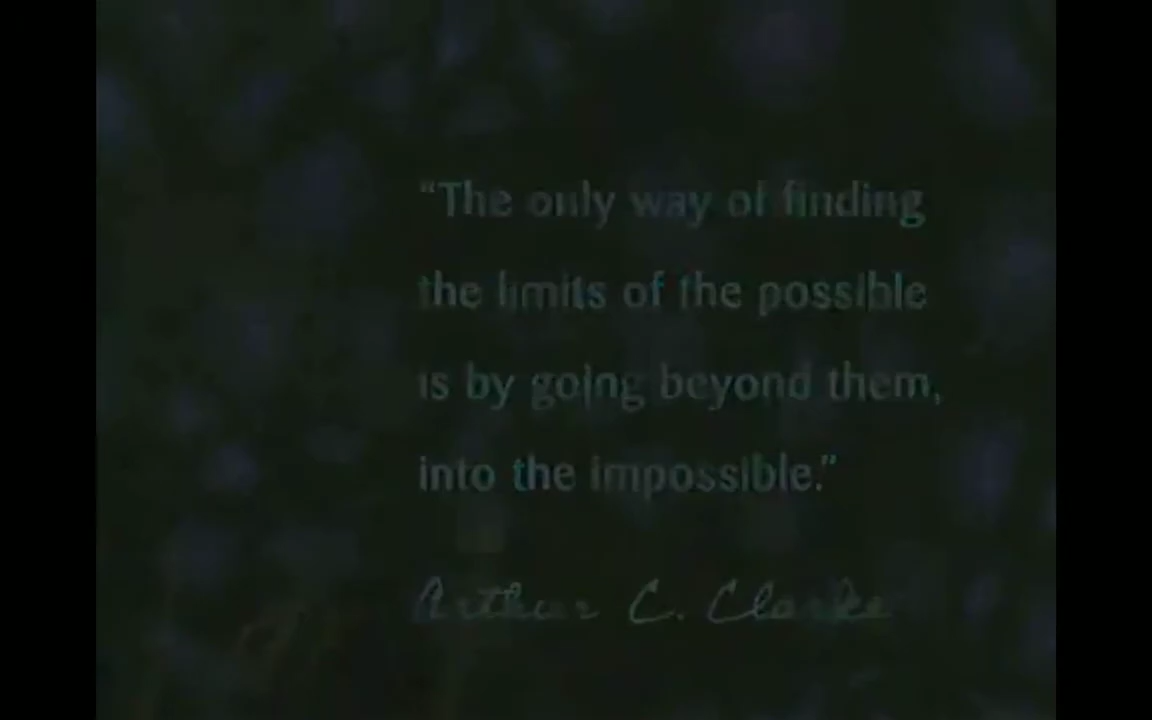 “The only way of finding
the limits of the possible
is by going beyond them,
into the impossible.”
Arthur C. Clarke